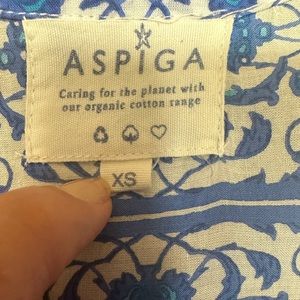 ASPIGA
Caring for the planet with
our organic cotton range
XS